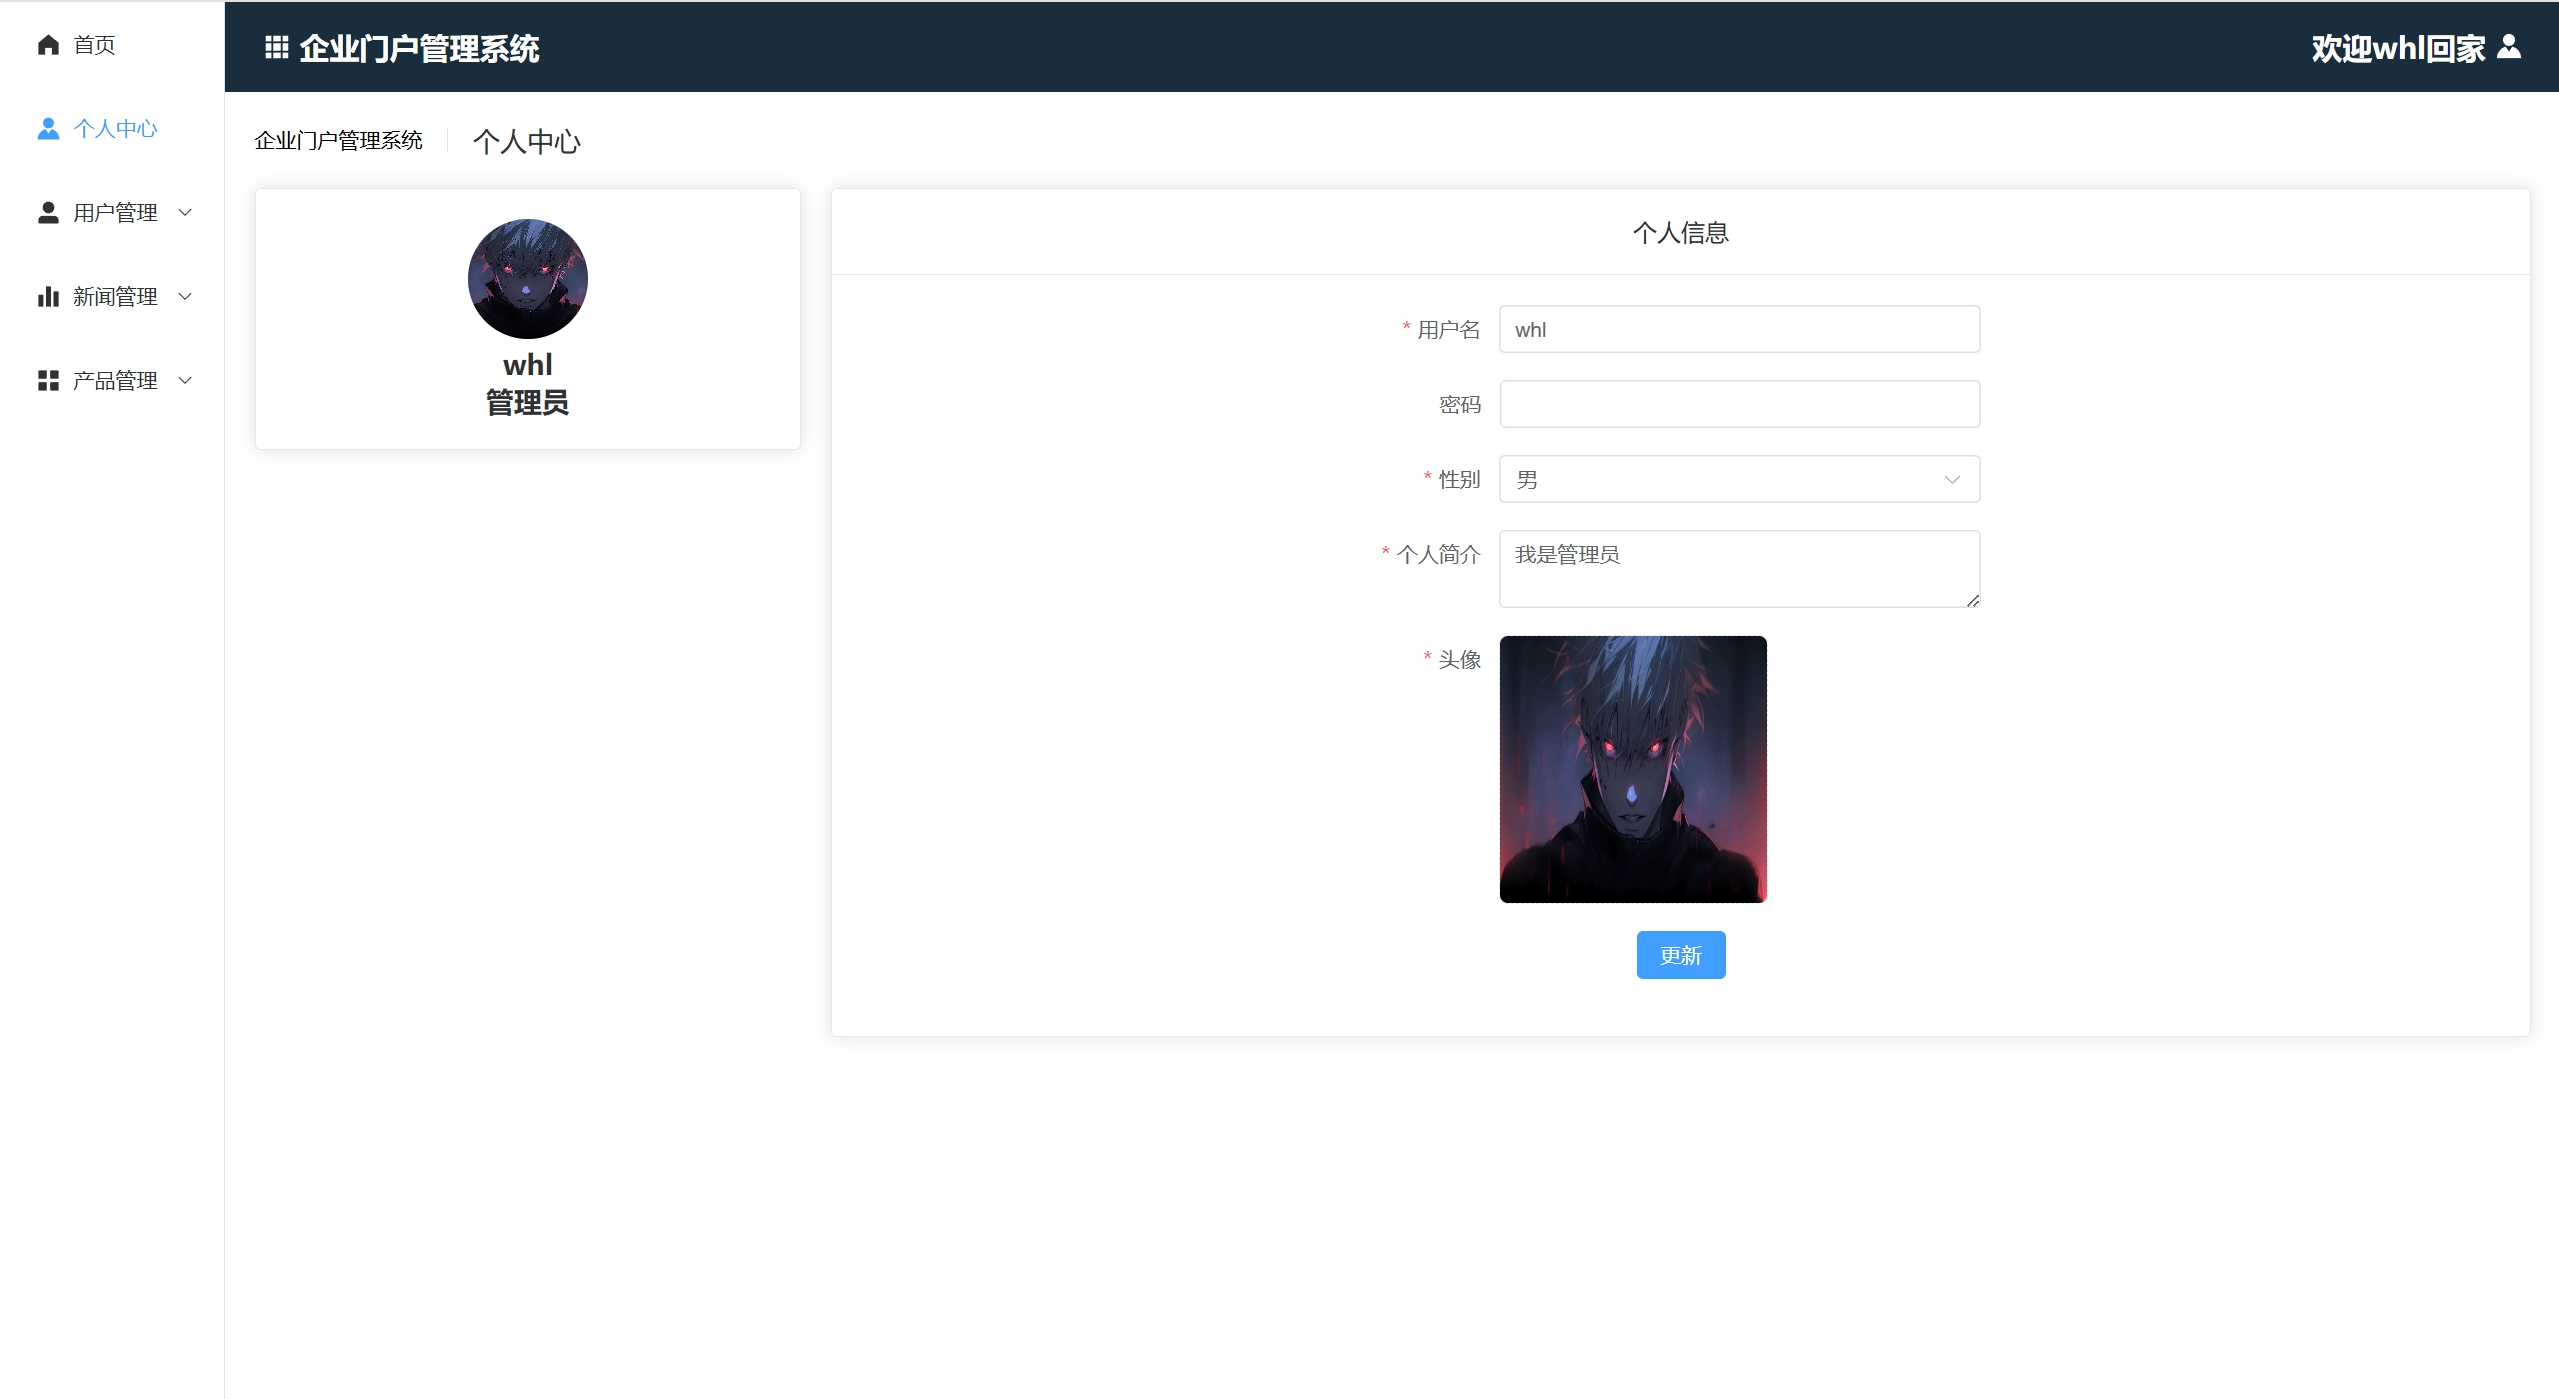 首页
个人中心
用户管理
新闻管理
产品管理
企业门户管理系统
欢迎whl回家
企业门户管理系统
个人中心
whl
管理员
个人信息
* 用户名 whl
密码
* 性别 男
* 个人简介 我是管理员
* 头像
更新